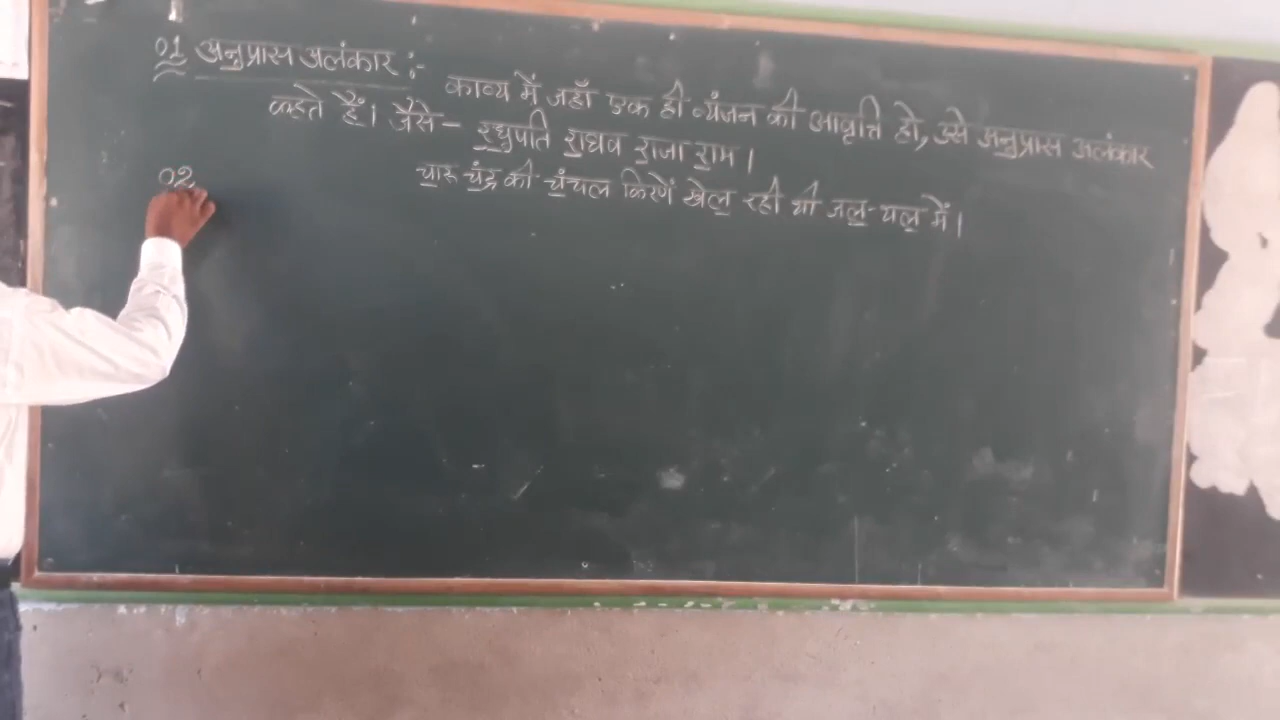 01 अनुप्रास अलंकार :-
काव्य में जहाँ एक ही व्यंजन की आवृत्ति हो, उसे अनुप्रास अलंकार
कहते हैं। जैसे - रघुपति राघव राजा राम।
चारू चंद्र की चंचल किरणें खेल रही थी जल-थल में।
02